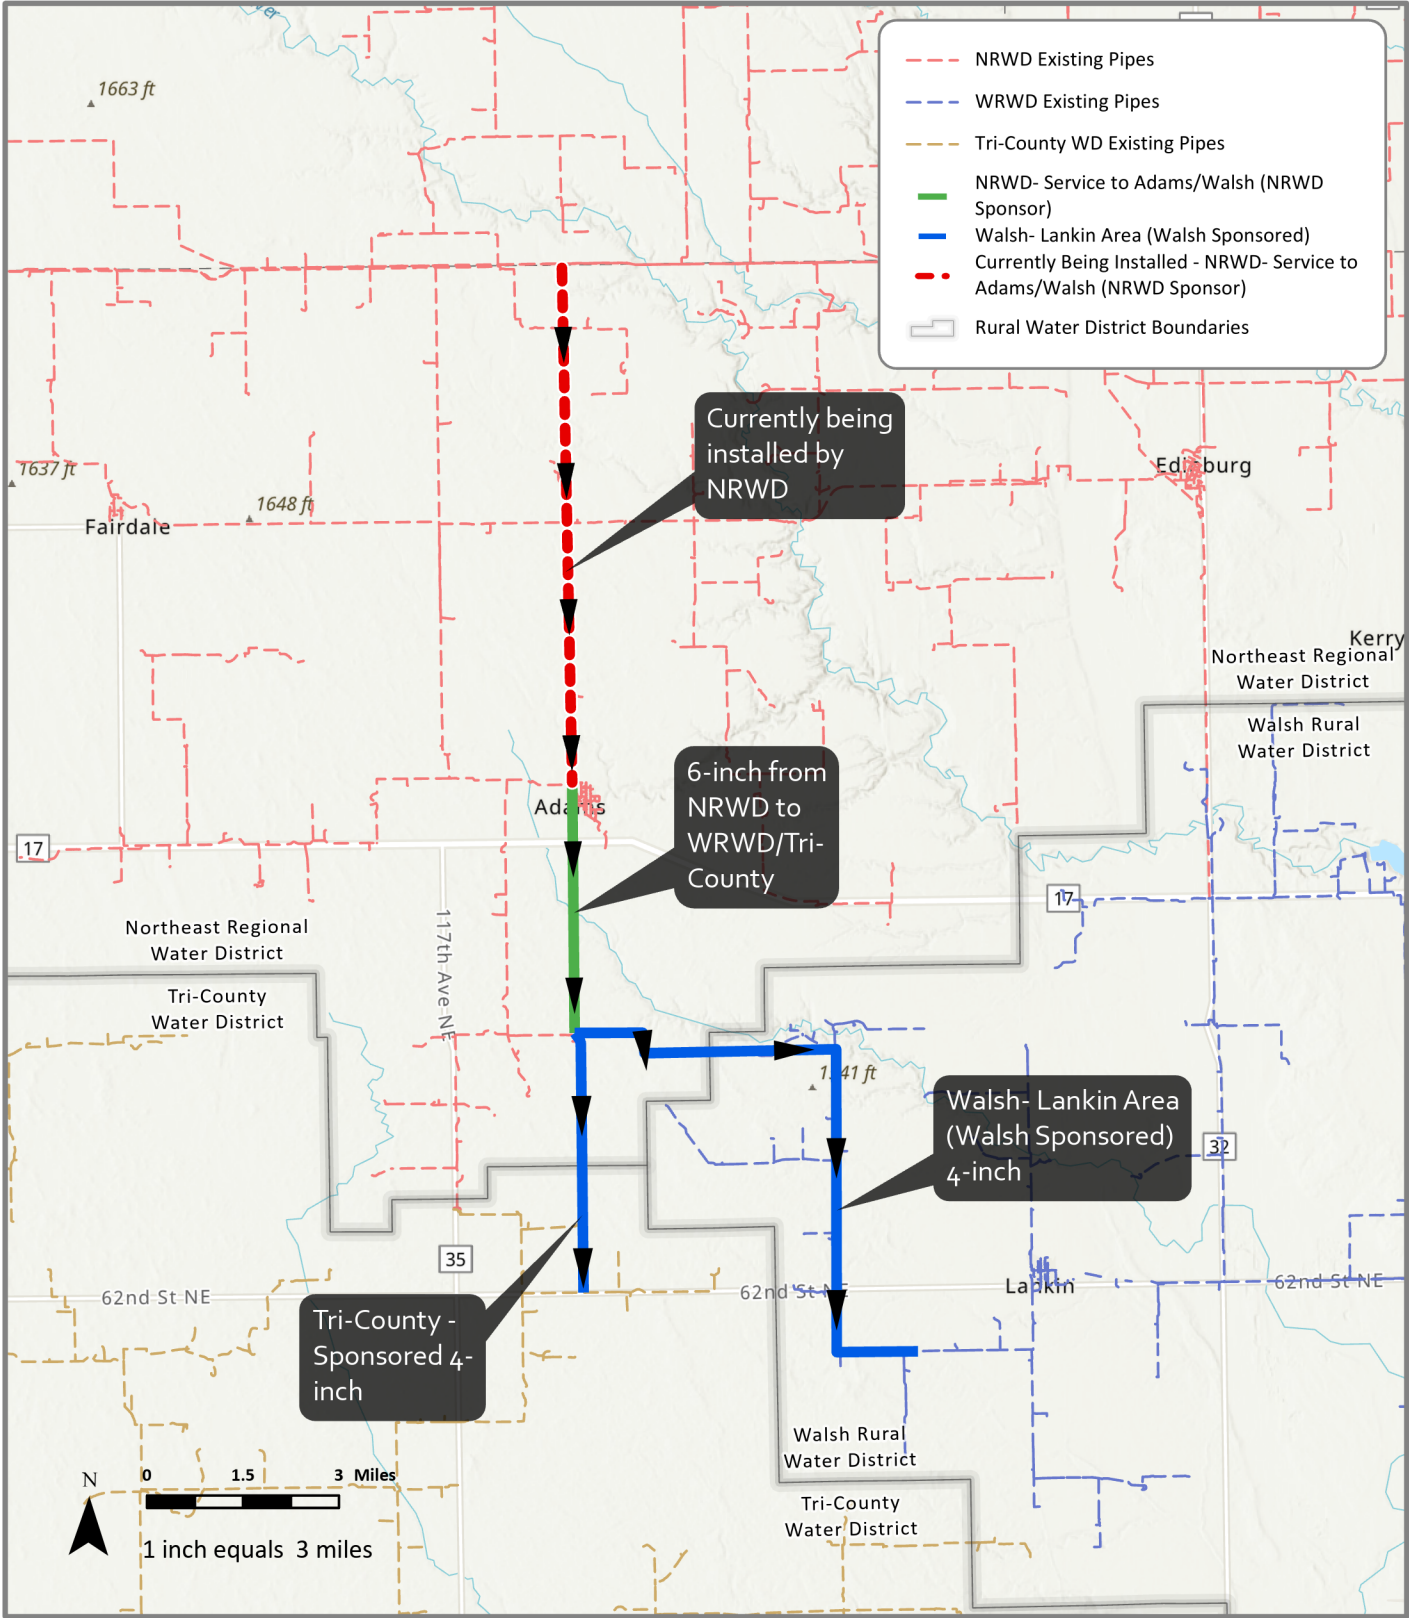 ver
1663 ft
NRWD Existing Pipes
WRWD Existing Pipes
Tri-County WD Existing Pipes
NRWD- Service to Adams/Walsh (NRWD
Sponsor)
Walsh- Lankin Area (Walsh Sponsored)
Currently Being Installed - NRWD- Service to
Adams/Walsh (NRWD Sponsor)
Rural Water District Boundaries
Currently being
installed by
NRWD
Edinburg
1637 ft
1648 ft
Fairdale
Kerry
Northeast Regional
Water District
Walsh Rural
Water District
6-inch from
NRWD to
WRWD/Tri-
County
Adams
17
17
117th Ave NE
Northeast Regional
Water District
Tri-County
Water District
1541 ft
Walsh- Lankin Area
(Walsh Sponsored)
4-inch
32
35
62nd St NE
62nd St NE
Lankin
62nd St NE
Tri-County -
Sponsored 4-
inch
Walsh Rural
Water District
Tri-County
Water District
N
0 1.5 3 Miles
1 inch equals 3 miles